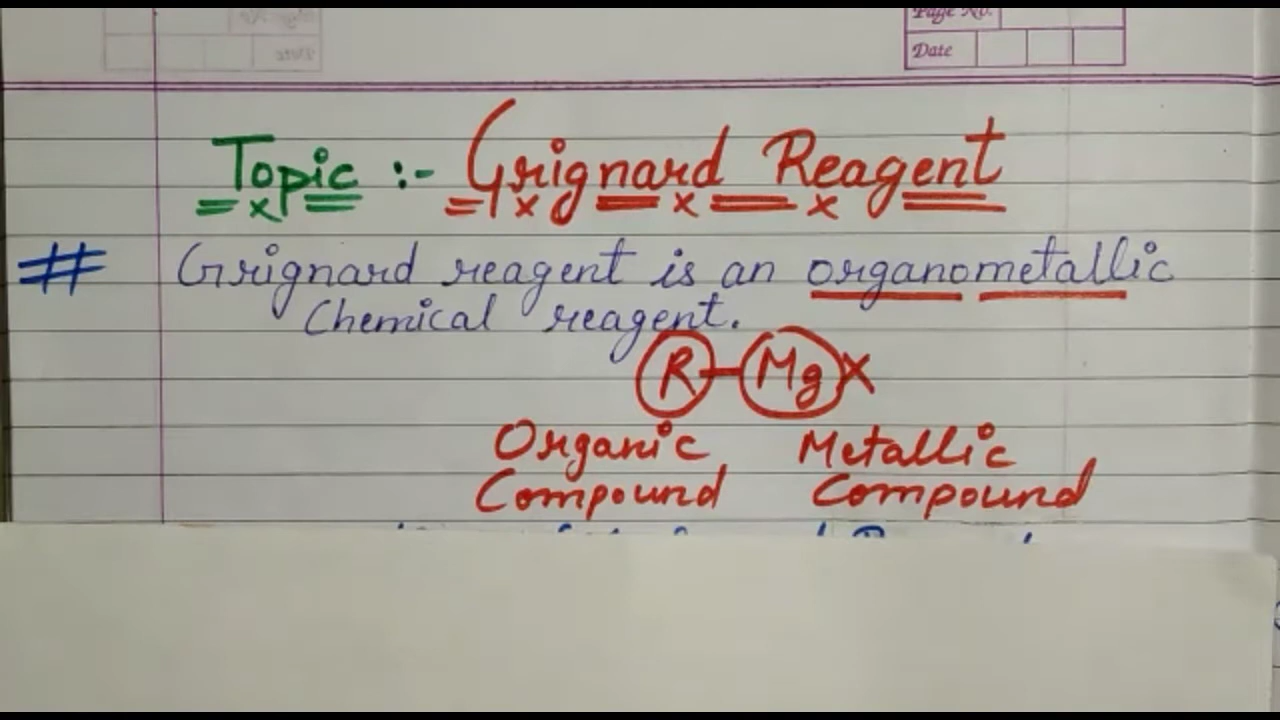 Page No.
Date
Topic :- Grignard Reagent
# Grignard reagent is an organometallic
Chemical reagent.
R-MgX
Organic Metallic
Compound Compound